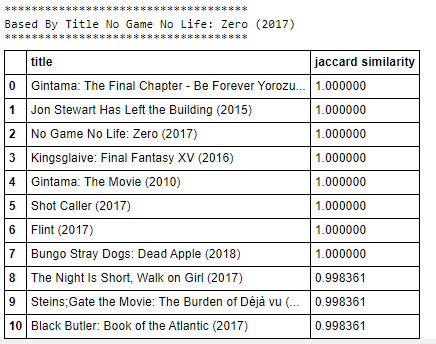 ***********************************
Based By Title No Game No Life: Zero (2017)
***********************************
title jaccard similarity
0 Gintama: The Final Chapter - Be Forever Yorozu... 1.000000
1 Jon Stewart Has Left the Building (2015) 1.000000
2 No Game No Life: Zero (2017) 1.000000
3 Kingsglaive: Final Fantasy XV (2016) 1.000000
4 Gintama: The Movie (2010) 1.000000
5 Shot Caller (2017) 1.000000
6 Flint (2017) 1.000000
7 Bungo Stray Dogs: Dead Apple (2018) 1.000000
8 The Night Is Short, Walk on Girl (2017) 0.998361
9 Steins;Gate the Movie: The Burden of Déjà vu (... 0.998361
10 Black Butler: Book of the Atlantic (2017) 0.998361